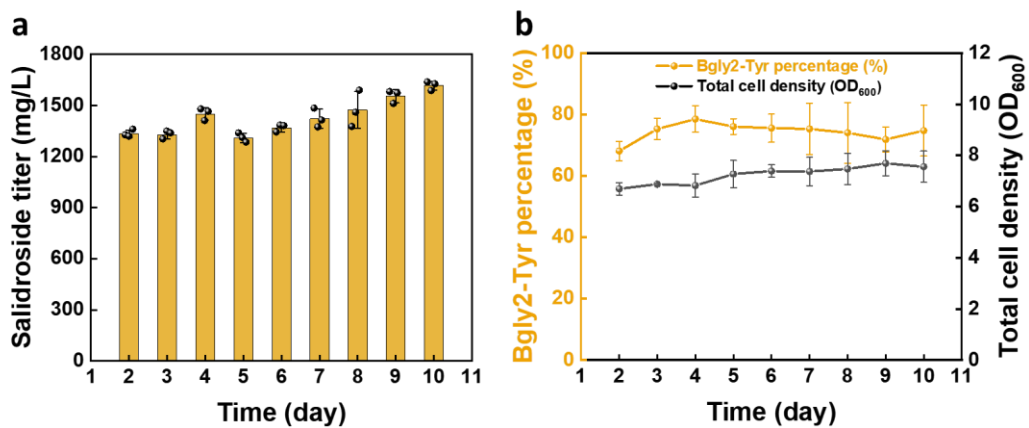 a
Salidroside titer (mg/L)
1800
1500
1200
900
600
300
0
1 2 3 4 5 6 7 8 9 10 11
Time (day)
b
Bgly2-Tyr percentage (%)
100
80
60
40
20
0
Bgly2-Tyr percentage (%)
Total cell density (OD₆₀₀)
12
10
8
6
4
2
0
Total cell density (OD₆₀₀)
1 2 3 4 5 6 7 8 9 10 11
Time (day)